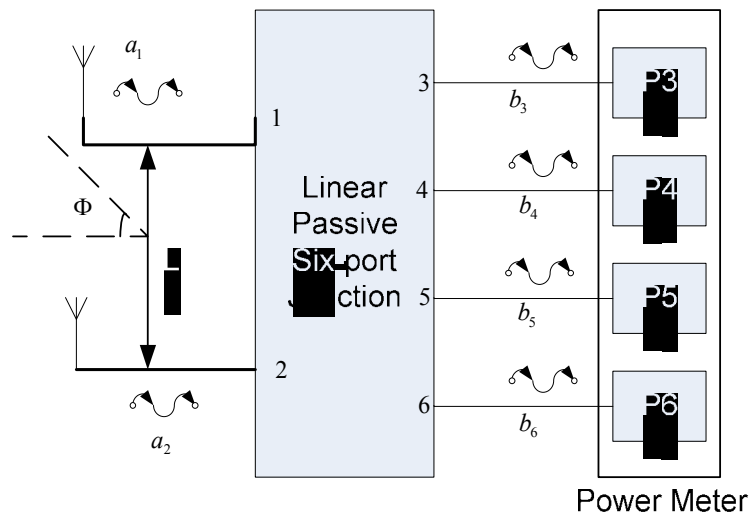 a1
1
Φ
L
2
a2
Linear
Passive
Six-port
Junction
3
b3
P3
4
b4
P4
5
b5
P5
6
b6
P6
Power Meter